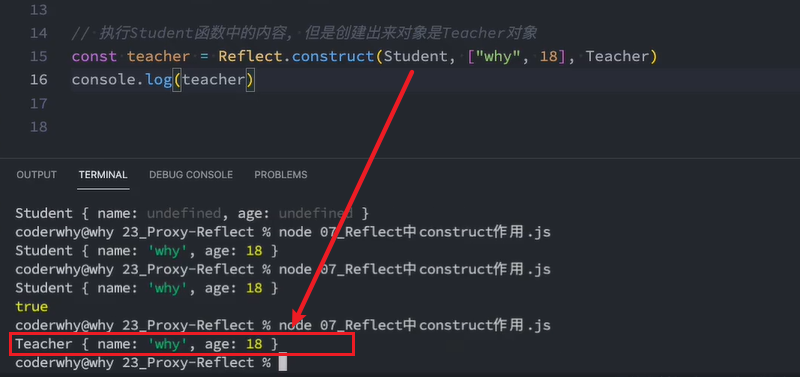 13
14 // 执行Student函数中的内容, 但是创建出来对象是Teacher对象
15 const teacher = Reflect.construct(Student, ["why", 18], Teacher)
16 console.log(teacher)
17
18
OUTPUT TERMINAL DEBUG CONSOLE PROBLEMS
Student { name: undefined, age: undefined }
coderwhy@why 23_Proxy-Reflect % node 07_Reflect中construct作用.js
Student { name: 'why', age: 18 }
coderwhy@why 23_Proxy-Reflect % node 07_Reflect中construct作用.js
Student { name: 'why', age: 18 }
true
coderwhy@why 23_Proxy-Reflect % node 07_Reflect中construct作用.js
Teacher { name: 'why', age: 18 }
coderwhy@why 23_Proxy-Reflect %